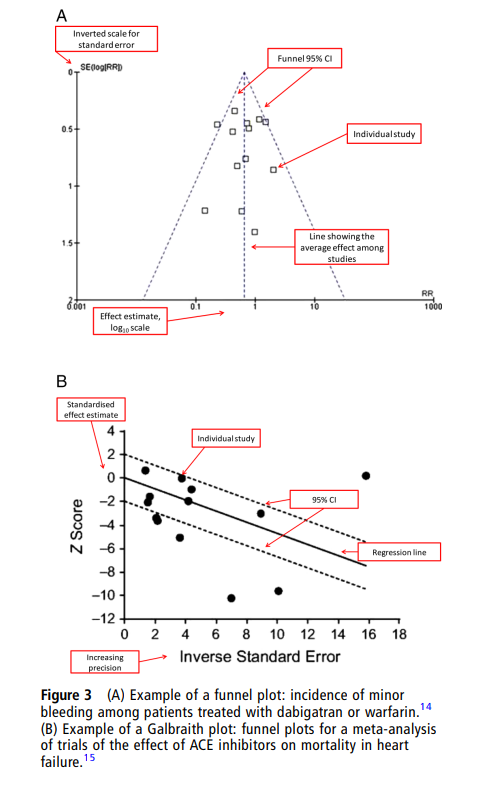 A
Inverted scale for
standard error
SE(log[RR])
Funnel 95% CI
0
0.5
Individual study
1
Line showing the
average effect among
studies
1.5
2
RR
0.001
0.1
1
10
1000
Effect estimate,
log10 scale
B
Standardised
effect estimate
Individual study
95% CI
Regression line
Z Score
4
2
0
−2
−4
−6
−8
−10
−12
0 2 4 6 8 10 12 14 16 18
Increasing
precision
Inverse Standard Error
Figure 3 (A) Example of a funnel plot: incidence of minor
bleeding among patients treated with dabigatran or warfarin.14
(B) Example of a Galbraith plot: funnel plots for a meta-analysis
of trials of the effect of ACE inhibitors on mortality in heart
failure.15